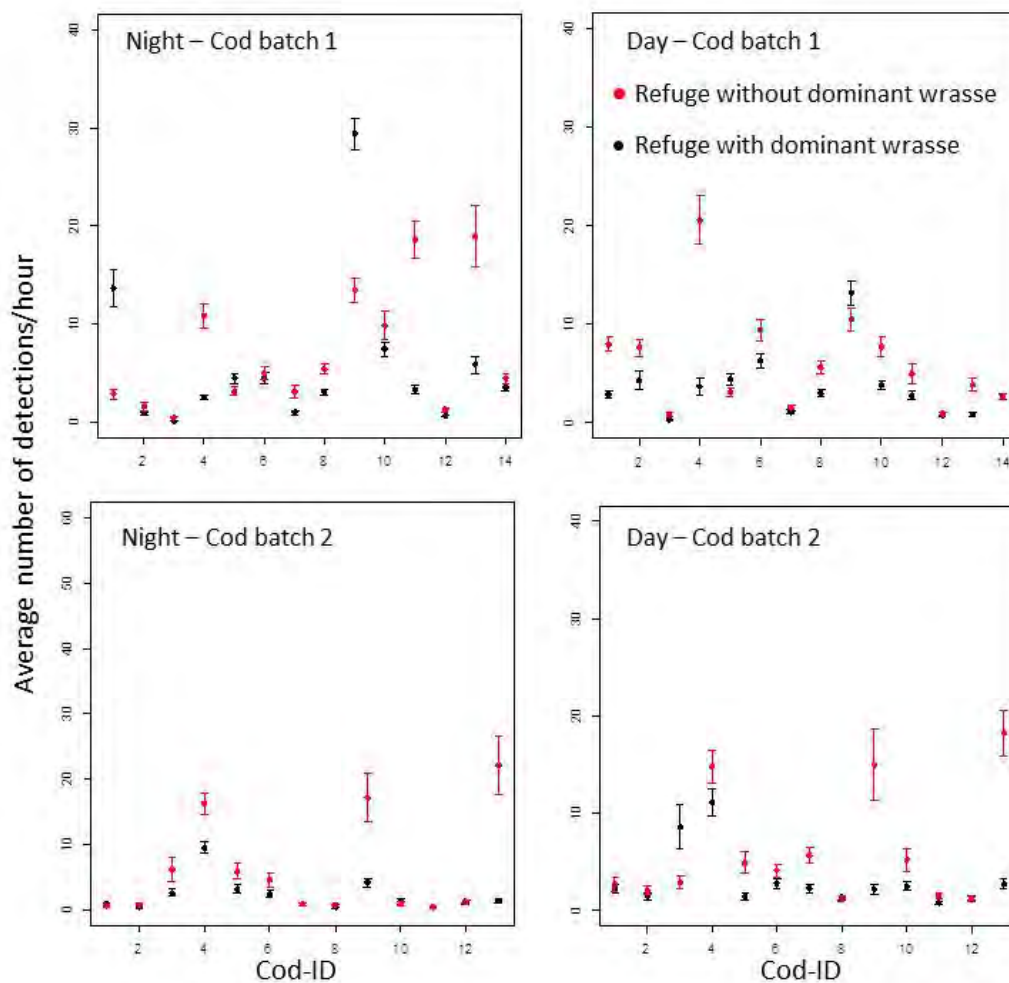 Night – Cod batch 1
Day – Cod batch 1
Refuge without dominant wrasse
Refuge with dominant wrasse
40
30
20
10
0
2 4 6 8 10 12 14
40
30
20
10
0
2 4 6 8 10 12 14
Average number of detections/hour
Night – Cod batch 2
Day – Cod batch 2
60
50
40
30
20
10
0
2 4 6 8 10 12
40
30
20
10
0
2 4 6 8 10 12
Cod-ID
Cod-ID